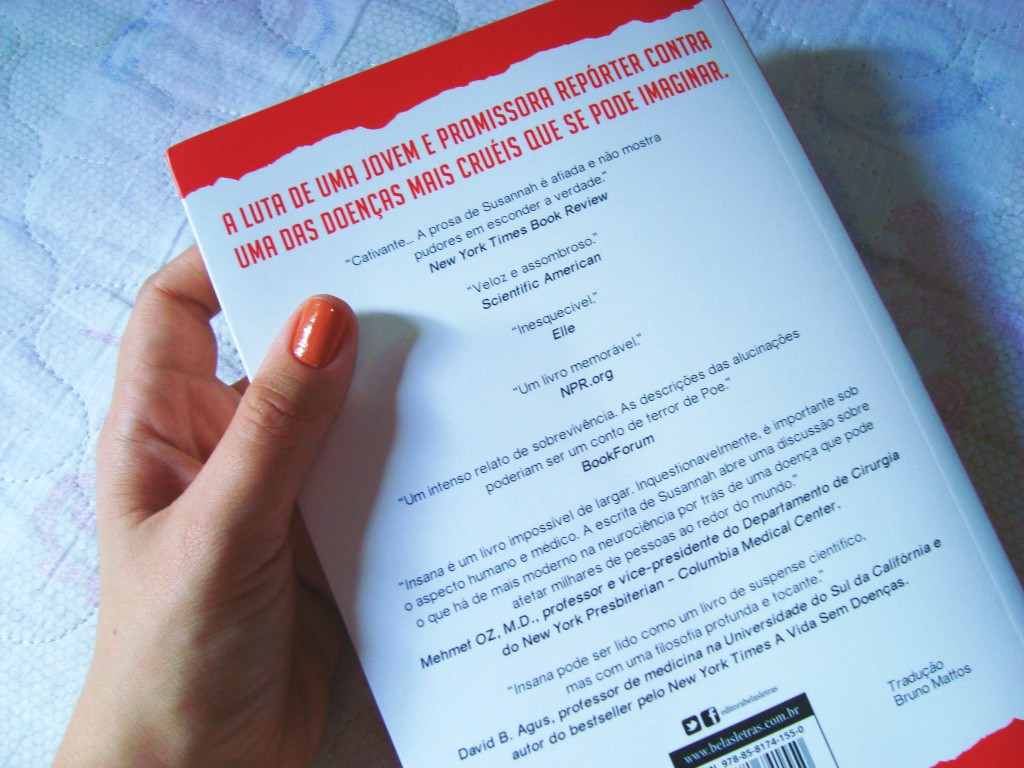 A LUTA DE UMA JOVEM E PROMISSORA REPÓRTER CONTRA
UMA DAS DOENÇAS MAIS CRUÉIS QUE SE PODE IMAGINAR.
“Cativante... A prosa de Susannah é afiada e não mostra
pudores em esconder a verdade.”
New York Times Book Review
“Veloz e assombroso.”
Scientific American
“Inesquecível.”
Elle
“Um livro memorável.”
NPR.org
“Um intenso relato de sobrevivência. As descrições das alucinações
poderiam ser um conto de terror de Poe.”
BookForum
“Insana é um livro impossível de largar. Inquestionavelmente, é importante sob
o aspecto humano e médico. A escrita de Susannah abre uma discussão sobre
o que há de mais moderno na neurociência por trás de uma doença que pode
afetar milhares de pessoas ao redor do mundo.”
Mehmet OZ, M.D., professor e vice-presidente do Departamento de Cirurgia
do New York Presbiterian – Columbia Medical Center.
“Insana pode ser lido como um livro de suspense científico,
mas com uma filosofia profunda e tocante.”
David B. Agus, professor de medicina na Universidade do Sul da Califórnia e
autor do bestseller pelo New York Times A Vida Sem Doenças.
Tradução
Bruno Mattos
editorabelasletras
www.belasletras.com.br
978-85-8174-155-0